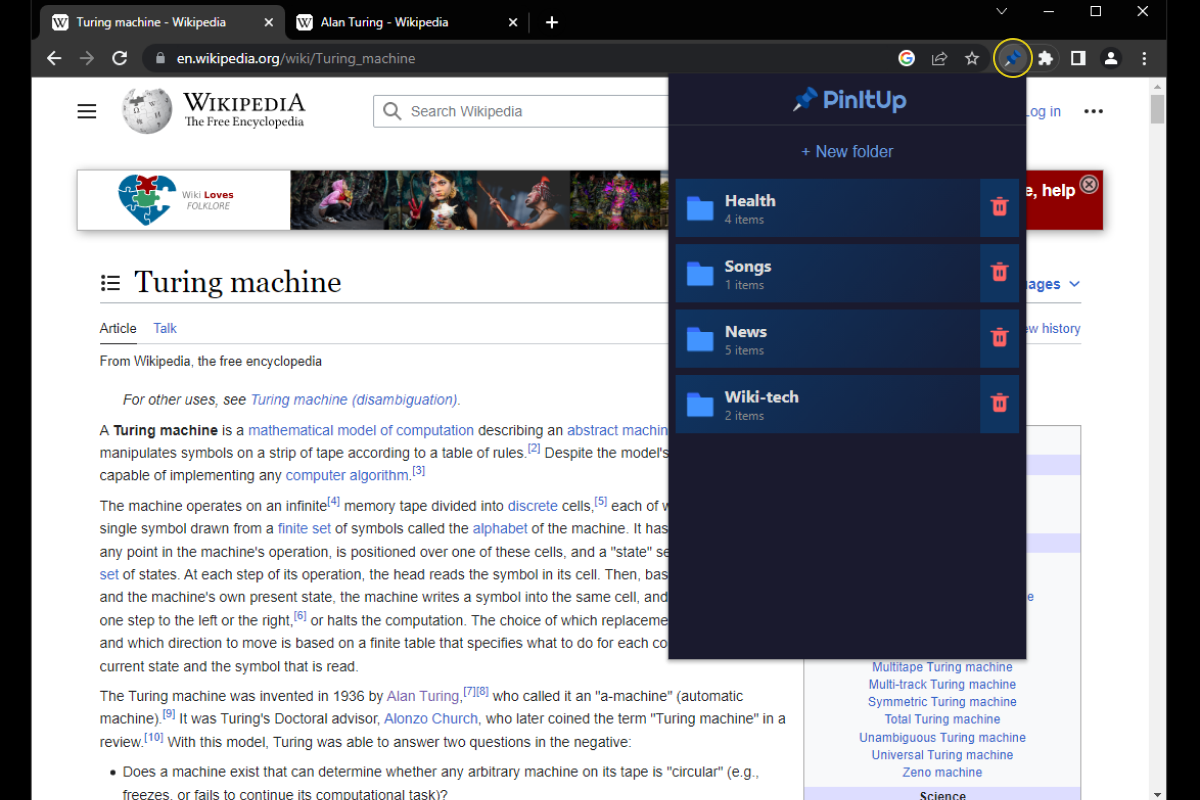 Turing machine - Wikipedia
Alan Turing - Wikipedia
en.wikipedia.org/wiki/Turing_machine
WIKIPEDIA
The Free Encyclopedia
Search Wikipedia
Log in
PinItUp
+ New folder
Health
4 items
Songs
1 items
News
5 items
Wiki-tech
2 items
Wiki Loves
FOLKLORE
help
Turing machine
Article
Talk
history
From Wikipedia, the free encyclopedia
For other uses, see Turing machine (disambiguation).
A Turing machine is a mathematical model of computation describing an abstract machin
manipulates symbols on a strip of tape according to a table of rules.[2] Despite the model's
capable of implementing any computer algorithm.[3]
The machine operates on an infinite[4] memory tape divided into discrete cells,[5] each of
single symbol drawn from a finite set of symbols called the alphabet of the machine. It has
any point in the machine's operation, is positioned over one of these cells, and a "state" se
set of states. At each step of its operation, the head reads the symbol in its cell. Then, bas
and the machine's own present state, the machine writes a symbol into the same cell, and
one step to the left or the right,[6] or halts the computation. The choice of which replaceme
and which direction to move is based on a finite table that specifies what to do for each co
current state and the symbol that is read.
The Turing machine was invented in 1936 by Alan Turing,[7][8] who called it an "a-machine" (automatic
machine).[9] It was Turing's Doctoral advisor, Alonzo Church, who later coined the term "Turing machine" in a
review.[10] With this model, Turing was able to answer two questions in the negative:
• Does a machine exist that can determine whether any arbitrary machine on its tape is "circular" (e.g.,
freezes, or fails to continue its computational task)?
Multitape Turing machine
Multi-track Turing machine
Symmetric Turing machine
Total Turing machine
Unambiguous Turing machine
Universal Turing machine
Zeno machine
Science